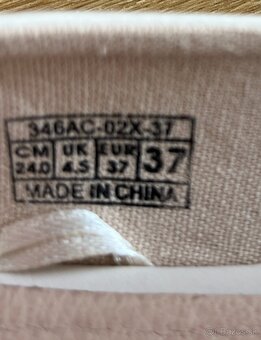 346AC-02X-37
CM UK EUR 37
24.0 4.5 37
MADE IN CHINA